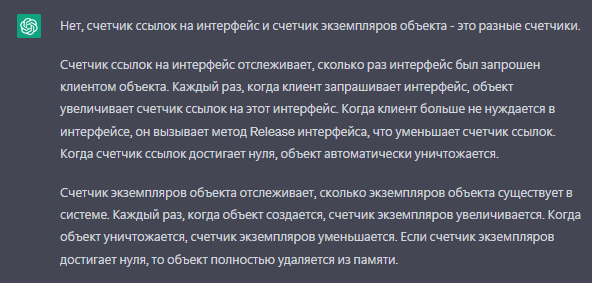 Нет, счетчик ссылок на интерфейс и счетчик экземпляров объекта - это разные счетчики.
Счетчик ссылок на интерфейс отслеживает, сколько раз интерфейс был запрошен
клиентом объекта. Каждый раз, когда клиент запрашивает интерфейс, объект
увеличивает счетчик ссылок на этот интерфейс. Когда клиент больше не нуждается в
интерфейсе, он вызывает метод Release интерфейса, что уменьшает счетчик ссылок.
Когда счетчик ссылок достигает нуля, объект автоматически уничтожается.
Счетчик экземпляров объекта отслеживает, сколько экземпляров объекта существует в
системе. Каждый раз, когда объект создается, счетчик экземпляров увеличивается. Когда
объект уничтожается, счетчик экземпляров уменьшается. Если счетчик экземпляров
достигает нуля, то объект полностью удаляется из памяти.